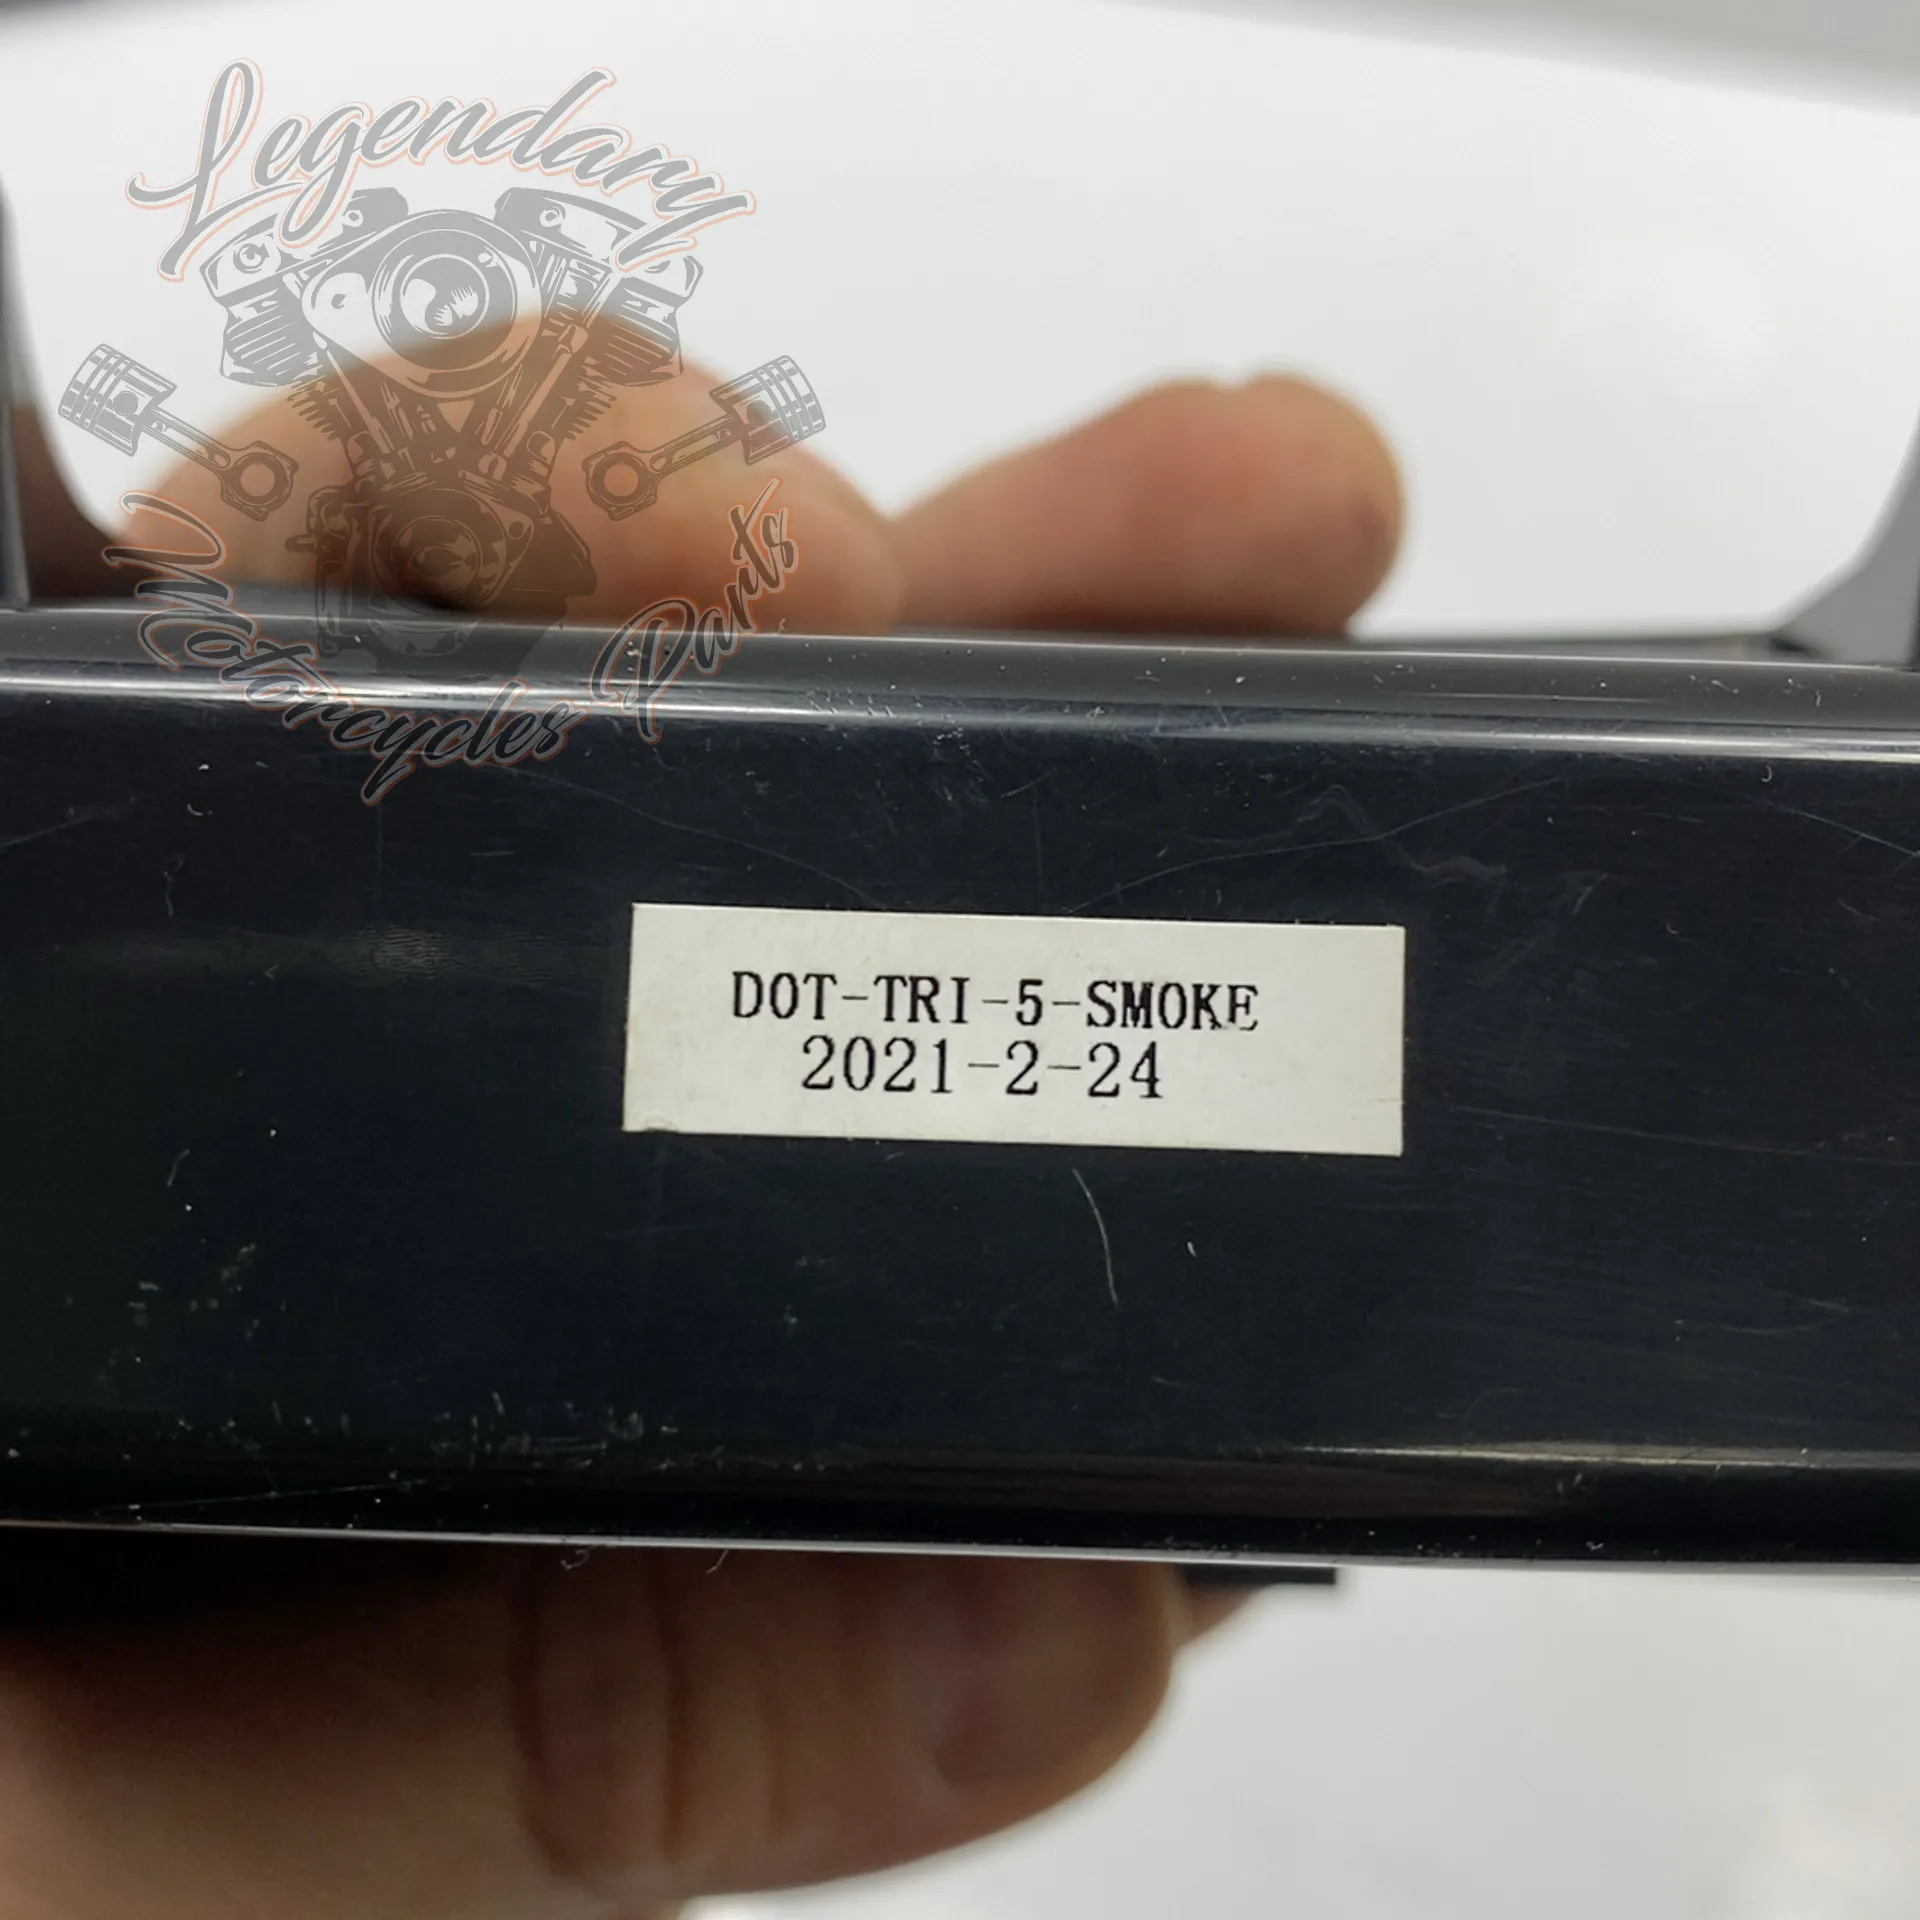 Legendary
Motorcycles Parts
DOT-TRI-5-SMOKE
2021-2-24